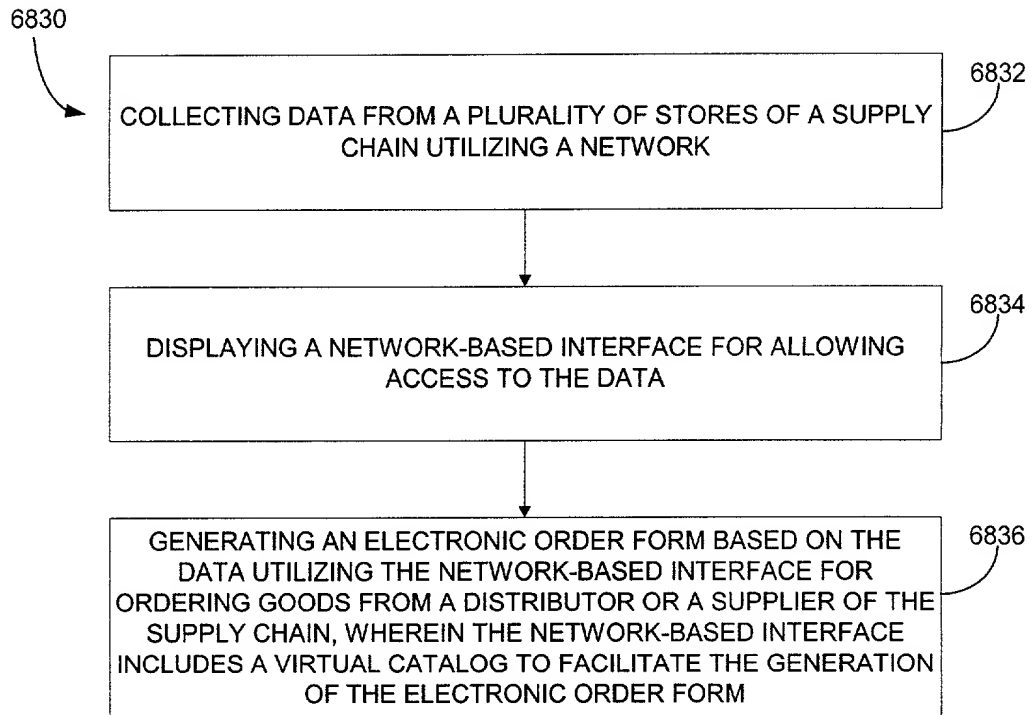 6830
6832
COLLECTING DATA FROM A PLURALITY OF STORES OF A SUPPLY
CHAIN UTILIZING A NETWORK
6834
DISPLAYING A NETWORK-BASED INTERFACE FOR ALLOWING
ACCESS TO THE DATA
6836
GENERATING AN ELECTRONIC ORDER FORM BASED ON THE
DATA UTILIZING THE NETWORK-BASED INTERFACE FOR
ORDERING GOODS FROM A DISTRIBUTOR OR A SUPPLIER OF THE
SUPPLY CHAIN, WHEREIN THE NETWORK-BASED INTERFACE
INCLUDES A VIRTUAL CATALOG TO FACILITATE THE GENERATION
OF THE ELECTRONIC ORDER FORM